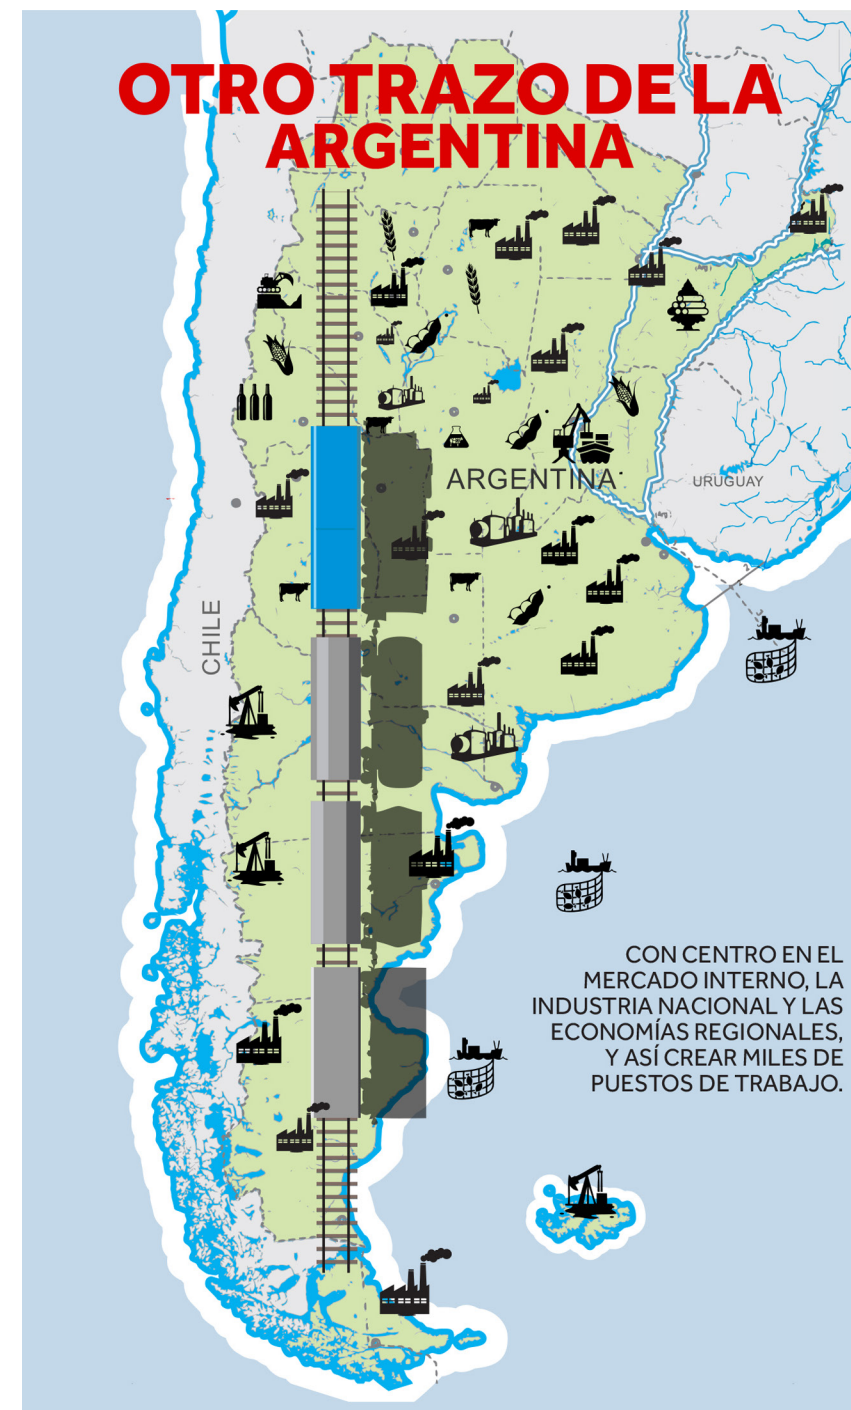 OTRO TRAZO DE LA
ARGENTINA
ARGENTINA
URUGUAY
CHILE
CON CENTRO EN EL
MERCADO INTERNO, LA
INDUSTRIA NACIONAL Y LAS
ECONOMÍAS REGIONALES,
Y ASÍ CREAR MILES DE
PUESTOS DE TRABAJO.